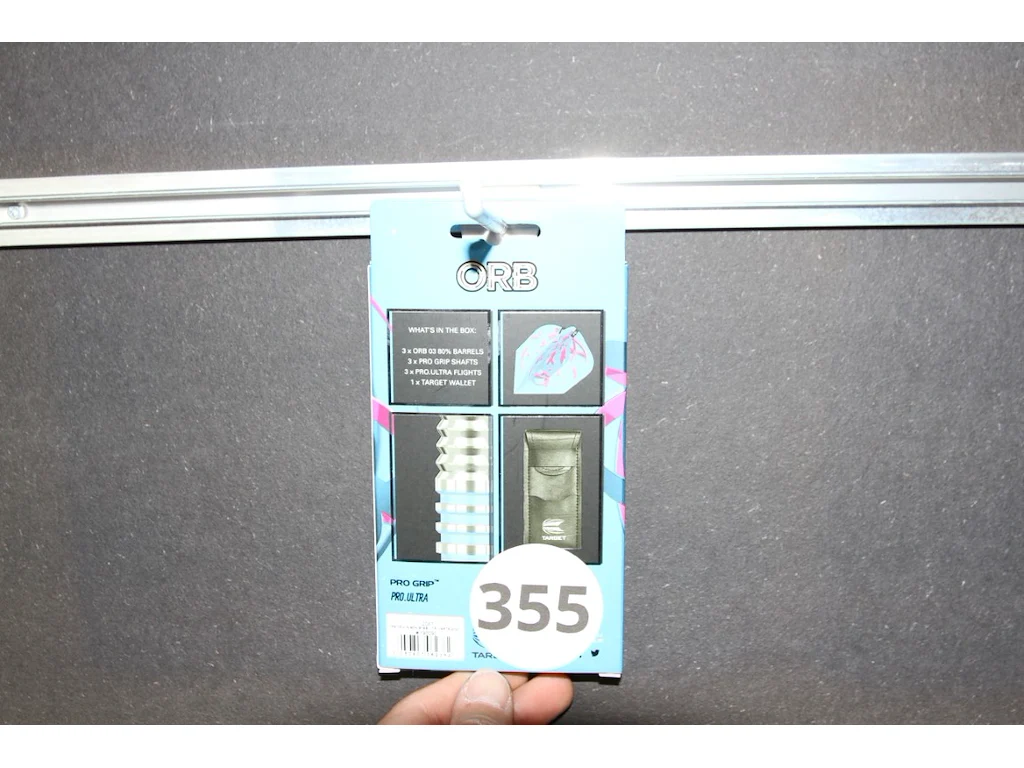 ORB
WHAT'S IN THE BOX:
3 x ORB 03 80% BARRELS
3 x PRO GRIP SHAFTS
3 x PRO.ULTRA FLIGHTS
1 x TARGET WALLET
TARGET
PRO GRIP™
PRO.ULTRA
355